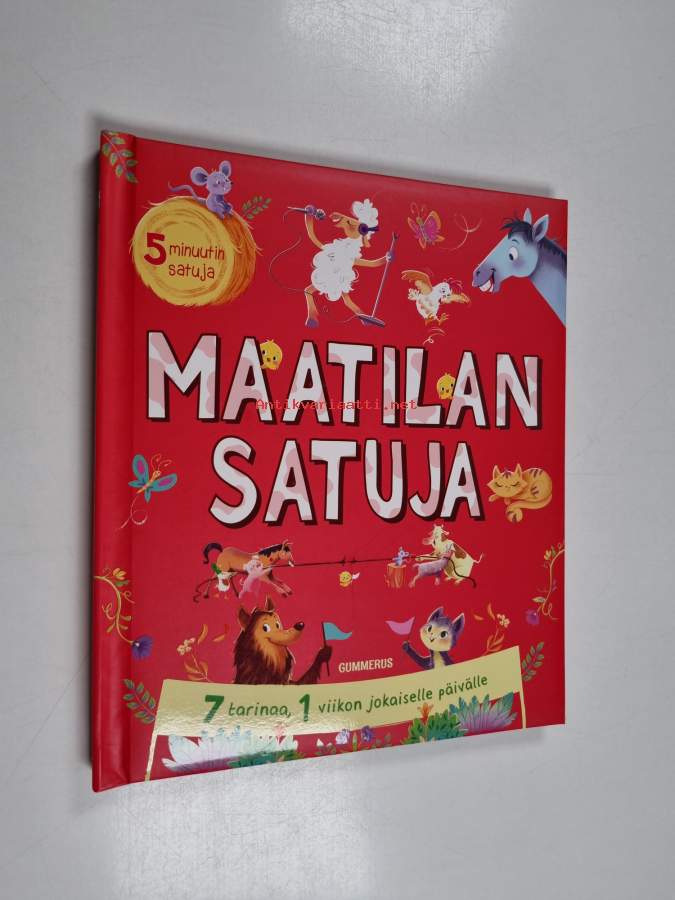 5 minuutin
satuja
MAATILAN
Antikvariaatti.net
SATUJA
GUMMERUS
7 tarinaa, 1 viikon jokaiselle päivälle